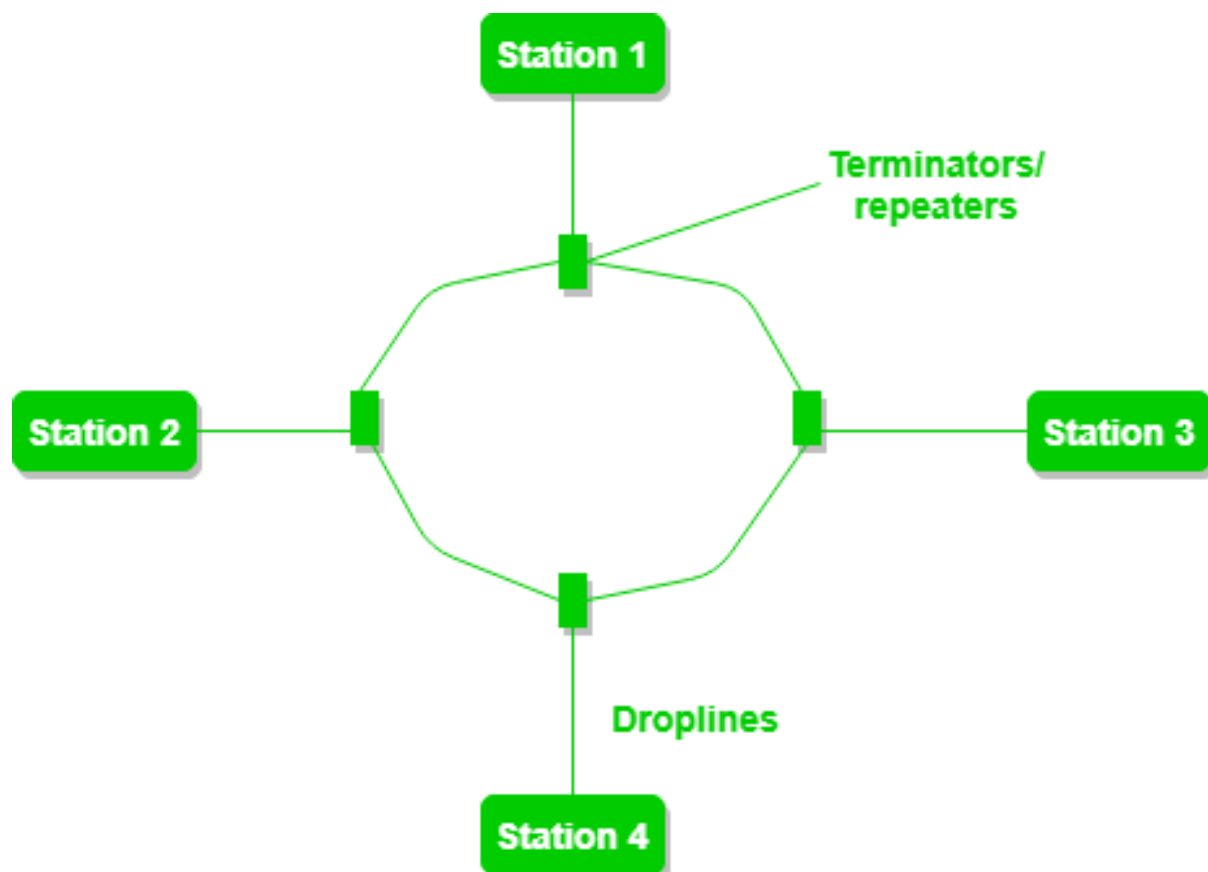 Station 1
Terminators/
repeaters
Station 2
Station 3
Droplines
Station 4